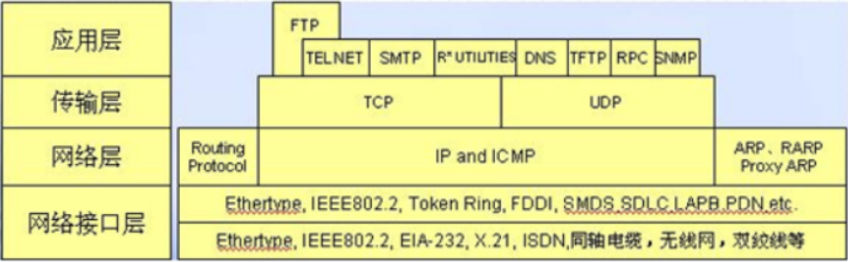 应用层
FTP
TELNET SMTP R* UTILITIES DNS TFTP RPC SNMP
传输层
TCP UDP
网络层
Routing
Protocol
IP and ICMP
ARP、RARP
Proxy ARP
网络接口层
Ethertype, IEEE802.2, Token Ring, FDDI, SMDS,SDLC,LAPB,PDN,etc.
Ethertype, IEEE802.2, EIA-232, X.21, ISDN,同轴电缆，无线网，双绞线等